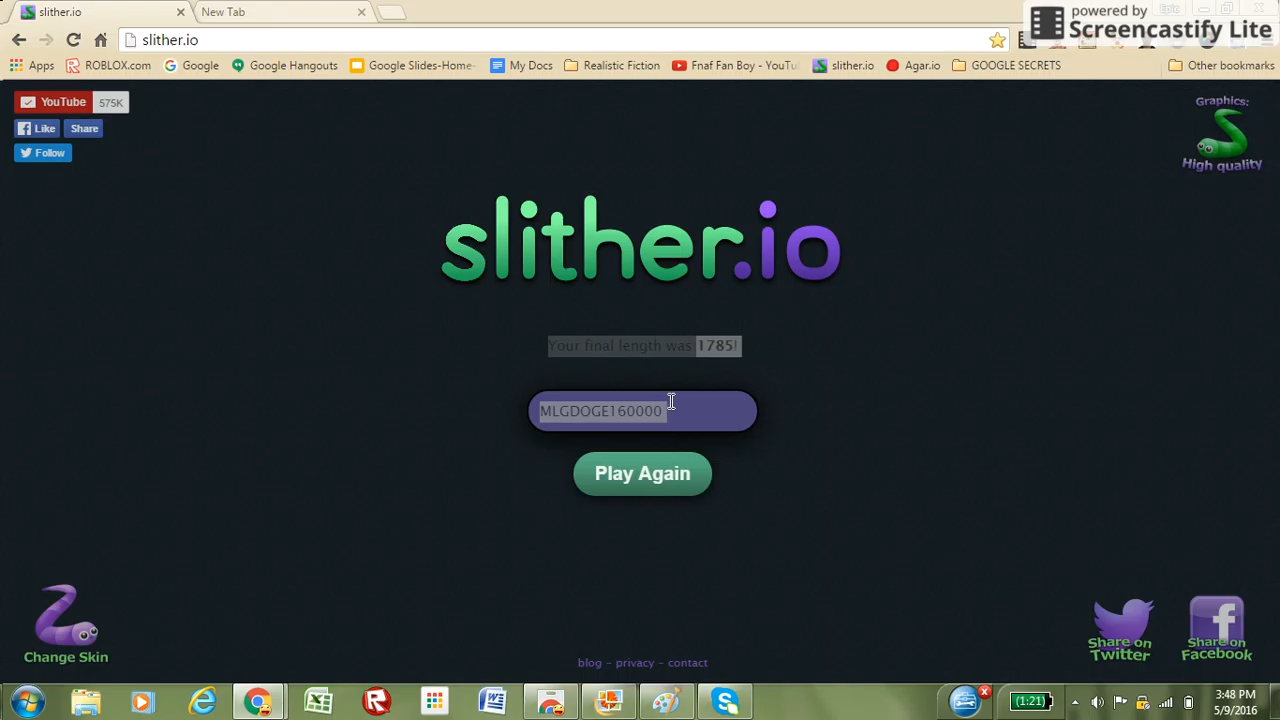 slither.io
New Tab
Epic
powered by
Screencastify Lite
slither.io
Apps
ROBLOX.com
Google
Google Hangouts
Google Slides-Home-
My Docs
Realistic Fiction
Fnaf Fan Boy - YouTu
slither.io
Agar.io
GOOGLE SECRETS
Other bookmarks
YouTube 575K
Like Share
Follow
Graphics:
High quality
slither.io
Your final length was 1785!
MLGDOGE160000
Play Again
Change Skin
Share on
Twitter
Share on
Facebook
blog - privacy - contact
(1:21)
3:48 PM
5/9/2016